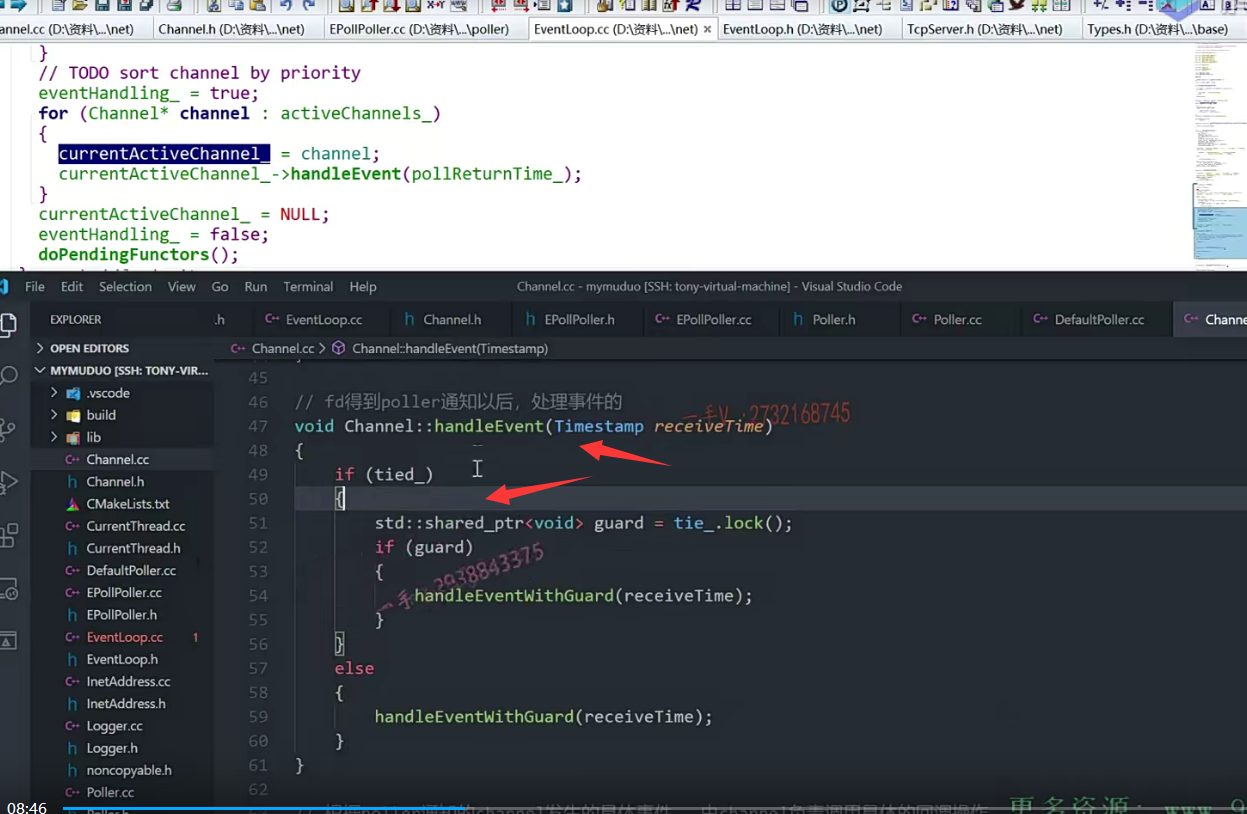 annel.cc (D:\资料\...\net) Channel.h (D:\资料\...\net) EPollPoller.cc (D:\资料\...\poller) EventLoop.cc (D:\资料\...\net) × EventLoop.h (D:\资料\...\net) TcpServer.h (D:\资料\...\net) Types.h (D:\资料\...\base)
}
// TODO sort channel by priority
eventHandling_ = true;
for (Channel* channel : activeChannels_)
{
currentActiveChannel_ = channel;
currentActiveChannel_->handleEvent(pollReturnTime_);
}
currentActiveChannel_ = NULL;
eventHandling_ = false;
doPendingFunctors();
File Edit Selection View Go Run Terminal Help Channel.cc - mymuduo [SSH: tony-virtual-machine] - Visual Studio Code
EXPLORER .h C++ EventLoop.cc h Channel.h h EPollPoller.h C++ EPollPoller.cc h Poller.h C++ Poller.cc C++ DefaultPoller.cc C++ Channe
OPEN EDITORS C++ Channel.cc > Channel::handleEvent(Timestamp)
MYMUDUO [SSH: TONY-VIR...
.vscode
build
lib
C++ Channel.cc
h Channel.h
CMakeLists.txt
C++ CurrentThread.cc
h CurrentThread.h
C++ DefaultPoller.cc
C++ EPollPoller.cc
h EPollPoller.h
C++ EventLoop.cc 1
h EventLoop.h
C++ InetAddress.cc
h InetAddress.h
C++ Logger.cc
h Logger.h
h noncopyable.h
C++ Poller.cc
45
46 // fd得到poller通知以后，处理事件的
47 void Channel::handleEvent(Timestamp receiveTime)
一手V :2732168745
48 {
49 if (tied_)
50 {
51 std::shared_ptr<void> guard = tie_.lock();
52 if (guard)
53 {
2938843375
54 handleEventWithGuard(receiveTime);
55 }
56 }
57 else
58 {
59 handleEventWithGuard(receiveTime);
60 }
61 }
62
更多资源： www.9
08:46